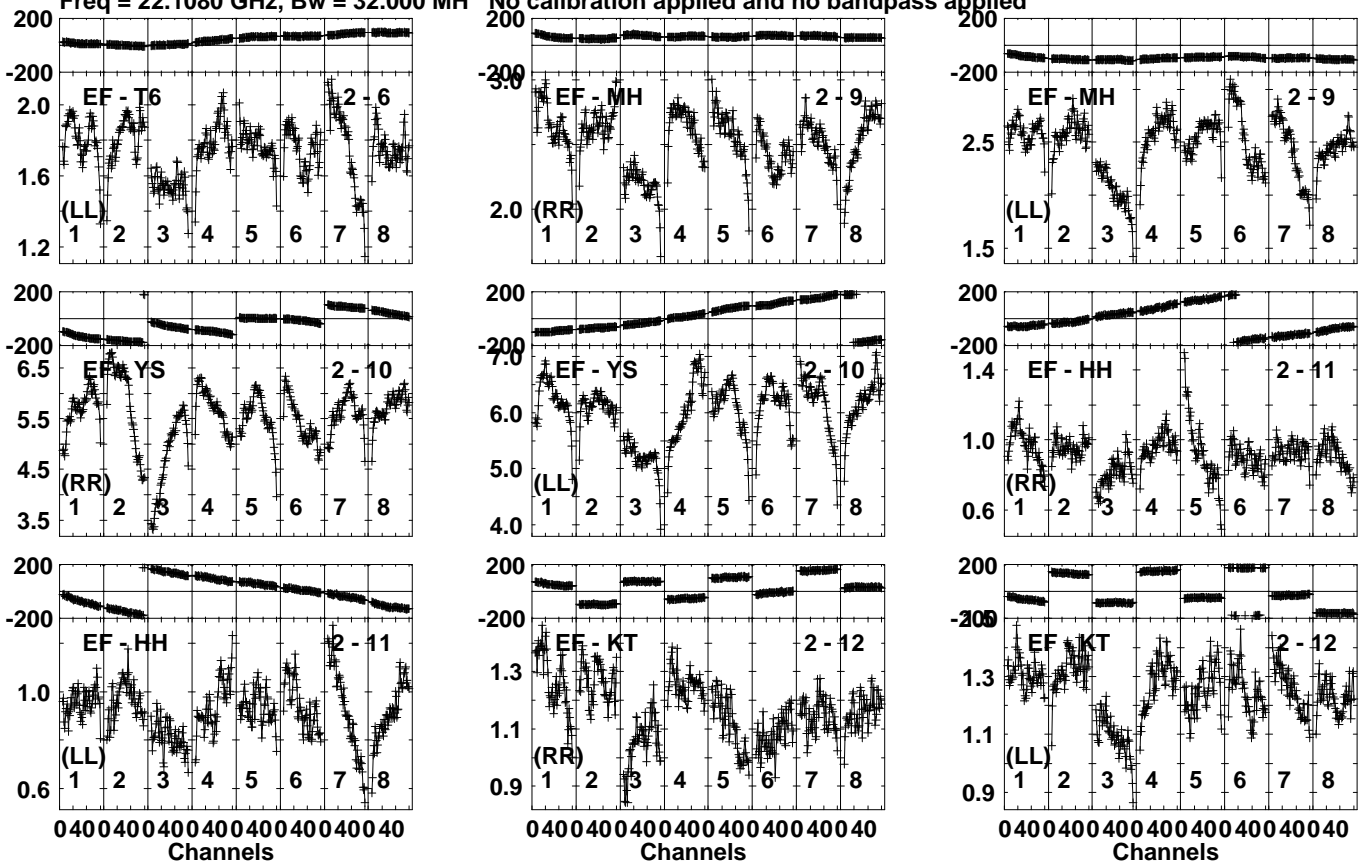 Freq = 22.1080 GHz, Bw = 32.000 MH No calibration applied and no bandpass applied
200
-200
EF - T6 2 - 6
2.0
1.6
1.2
(LL)
1 2 3 4 5 6 7 8
200
-200
3.0
EF - MH 2 - 9
2.0
(RR)
1 2 3 4 5 6 7 8
200
-200
EF - MH 2 - 9
2.5
1.5
(LL)
1 2 3 4 5 6 7 8
200
-200
EF - YS 2 - 10
6.5
5.5
4.5
3.5
(RR)
1 2 3 4 5 6 7 8
200
-200
7.0
EF - YS 2 - 10
6.0
5.0
4.0
(LL)
1 2 3 4 5 6 7 8
200
-200
EF - HH 2 - 11
1.4
1.0
0.6
(RR)
1 2 3 4 5 6 7 8
200
-200
EF - HH 2 - 11
1.0
0.6
(LL)
1 2 3 4 5 6 7 8
0 40 0 40 0 40 0 40 0 40 0 40 0 40 0 40
Channels
200
-200
EF - KT 2 - 12
1.3
1.1
0.9
(RR)
1 2 3 4 5 6 7 8
0 40 0 40 0 40 0 40 0 40 0 40 0 40 0 40
Channels
200
-200
1.5
EF - KT 2 - 12
1.3
1.1
0.9
(LL)
1 2 3 4 5 6 7 8
0 40 0 40 0 40 0 40 0 40 0 40 0 40 0 40
Channels